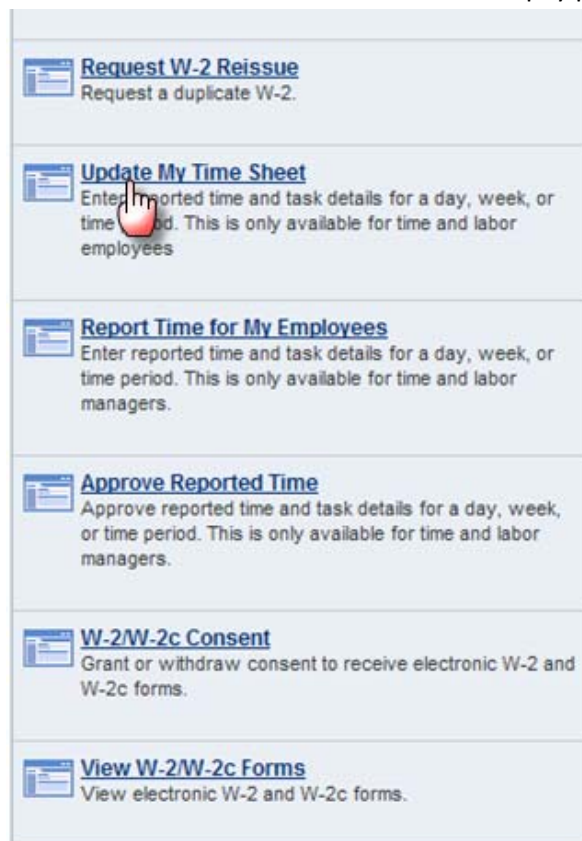 Request W-2 Reissue
Request a duplicate W-2.
Update My Time Sheet
Enter reported time and task details for a day, week, or
time period. This is only available for time and labor
employees
Report Time for My Employees
Enter reported time and task details for a day, week, or
time period. This is only available for time and labor
managers.
Approve Reported Time
Approve reported time and task details for a day, week,
or time period. This is only available for time and labor
managers.
W-2/W-2c Consent
Grant or withdraw consent to receive electronic W-2 and
W-2c forms.
View W-2/W-2c Forms
View electronic W-2 and W-2c forms.